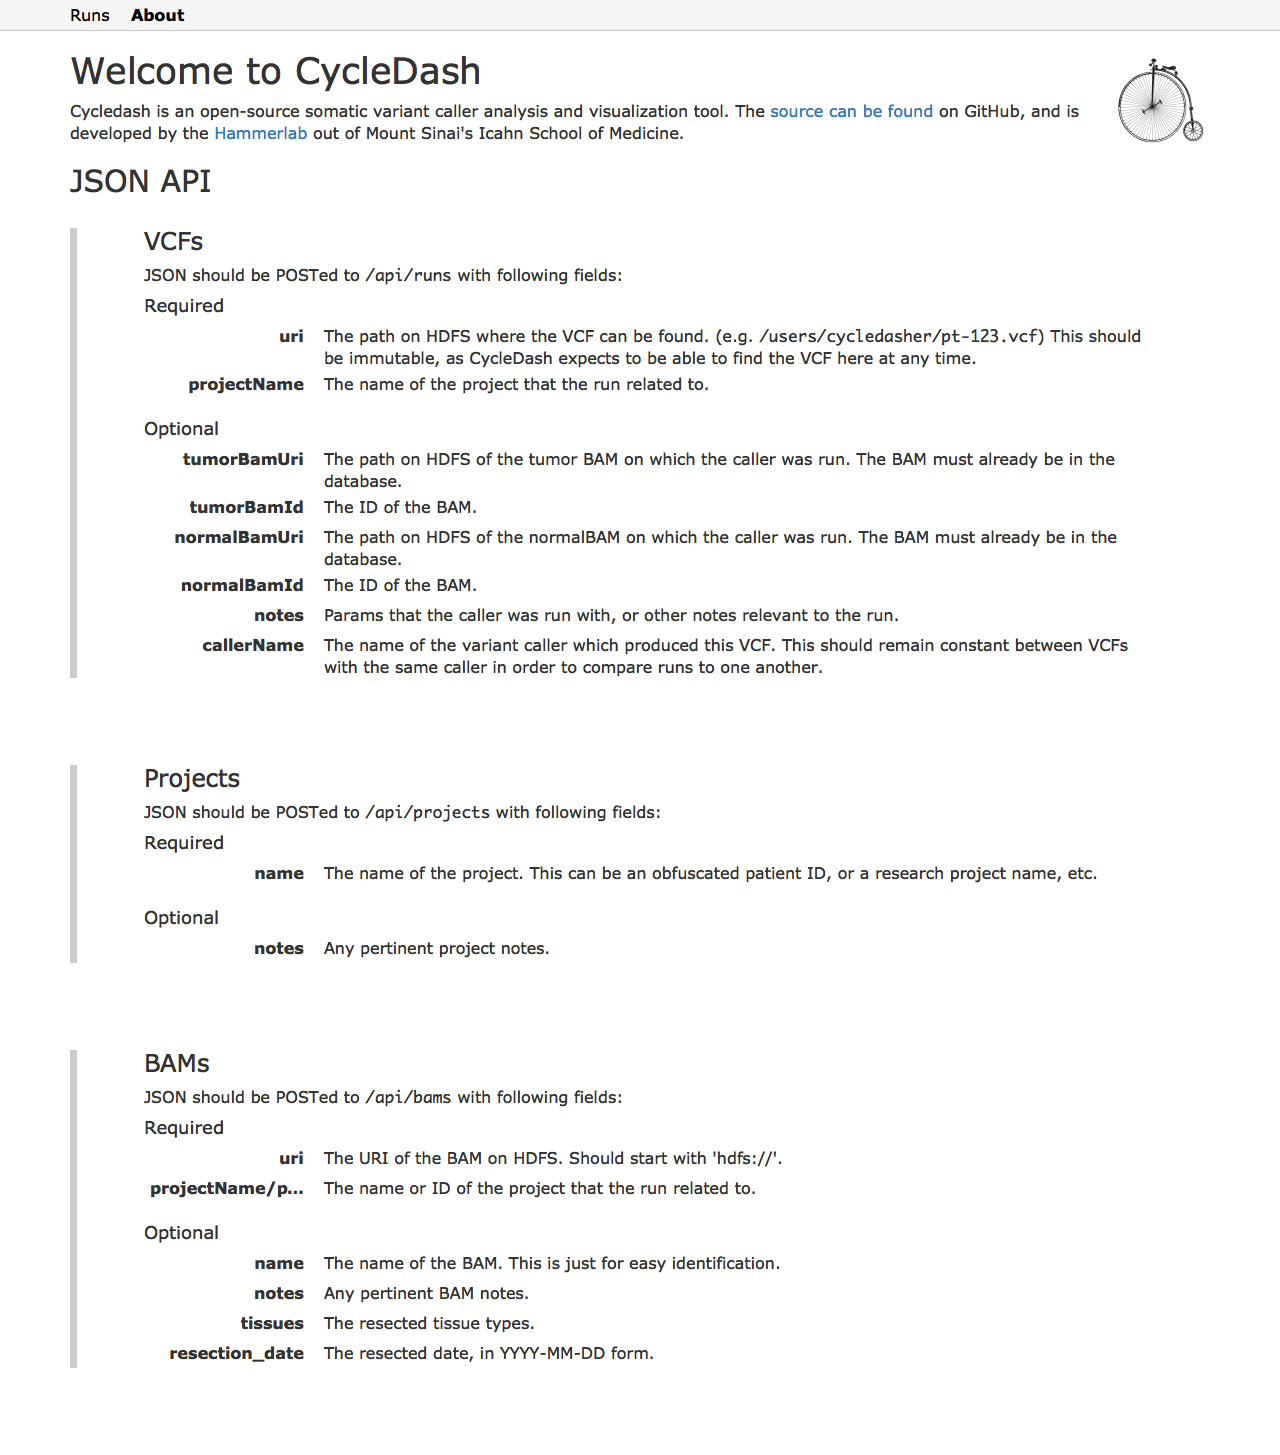 Runs About
Welcome to CycleDash
Cycledash is an open-source somatic variant caller analysis and visualization tool. The source can be found on GitHub, and is
developed by the Hammerlab out of Mount Sinai's Icahn School of Medicine.
JSON API
VCFs
JSON should be POSTed to /api/runs with following fields:
Required
uri The path on HDFS where the VCF can be found. (e.g. /users/cycledasher/pt-123.vcf) This should
be immutable, as CycleDash expects to be able to find the VCF here at any time.
projectName The name of the project that the run related to.
Optional
tumorBamUri The path on HDFS of the tumor BAM on which the caller was run. The BAM must already be in the
database.
tumorBamId The ID of the BAM.
normalBamUri The path on HDFS of the normalBAM on which the caller was run. The BAM must already be in the
database.
normalBamId The ID of the BAM.
notes Params that the caller was run with, or other notes relevant to the run.
callerName The name of the variant caller which produced this VCF. This should remain constant between VCFs
with the same caller in order to compare runs to one another.
Projects
JSON should be POSTed to /api/projects with following fields:
Required
name The name of the project. This can be an obfuscated patient ID, or a research project name, etc.
Optional
notes Any pertinent project notes.
BAMs
JSON should be POSTed to /api/bams with following fields:
Required
uri The URI of the BAM on HDFS. Should start with 'hdfs://'.
projectName/p... The name or ID of the project that the run related to.
Optional
name The name of the BAM. This is just for easy identification.
notes Any pertinent BAM notes.
tissues The resected tissue types.
resection_date The resected date, in YYYY-MM-DD form.